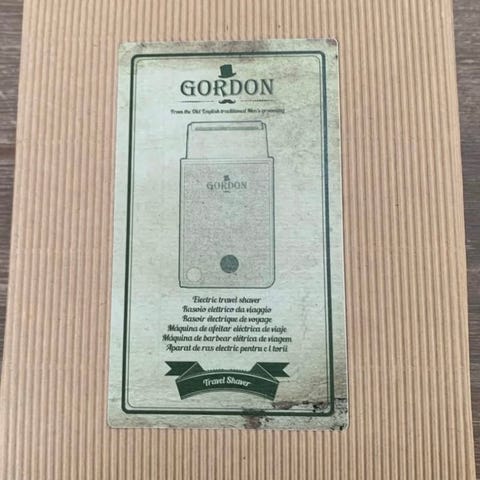 GORDON
From the Old English traditional Men's grooming
GORDON
Electric travel shaver
Rasoio elettrico da viaggio
Rasoir électrique de voyage
Máquina de afeitar eléctrica de viaje
Máquina de barbear elétrica de viagem
Aparat de ras electric pentru c l torii
Travel Shaver